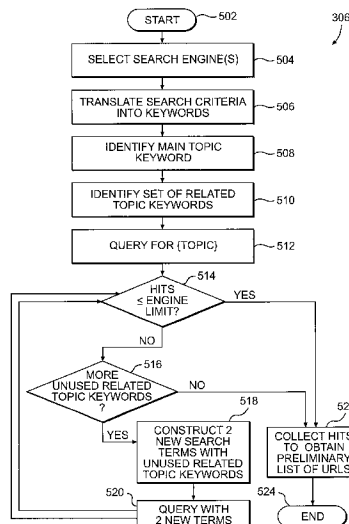 START
502
306
SELECT SEARCH ENGINE(S)
504
TRANSLATE SEARCH CRITERIA
INTO KEYWORDS
506
IDENTIFY MAIN TOPIC
KEYWORD
508
IDENTIFY SET OF RELATED
TOPIC KEYWORDS
510
QUERY FOR {TOPIC}
512
514
HITS
≤ ENGINE
LIMIT?
YES
NO
516
MORE
UNUSED RELATED
TOPIC KEYWORDS
?
NO
YES
518
CONSTRUCT 2
NEW SEARCH
TERMS WITH
UNUSED RELATED
TOPIC KEYWORDS
COLLECT HITS
TO OBTAIN
PRELIMINARY
LIST OF URLS
520
QUERY WITH
2 NEW TERMS
524
END